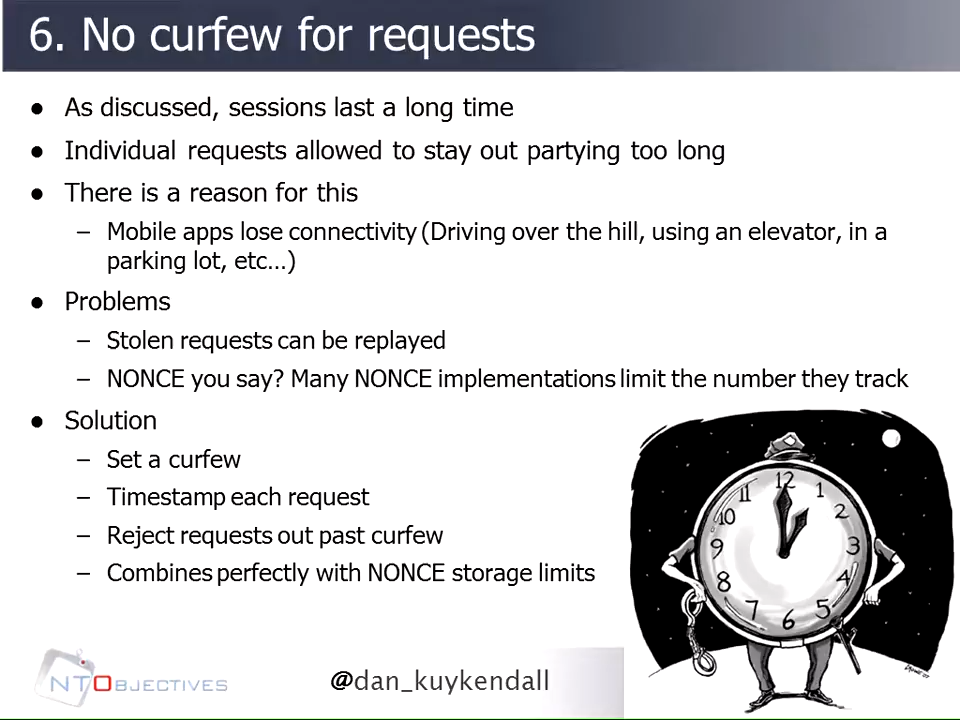 6. No curfew for requests
● As discussed, sessions last a long time
● Individual requests allowed to stay out partying too long
● There is a reason for this
– Mobile apps lose connectivity (Driving over the hill, using an elevator, in a
parking lot, etc...)
● Problems
– Stolen requests can be replayed
– NONCE you say? Many NONCE implementations limit the number they track
● Solution
– Set a curfew
– Timestamp each request
– Reject requests out past curfew
– Combines perfectly with NONCE storage limits
12
11
1
10
2
9
3
8
4
7
5
6
NTOBJECTIVES
@dan_kuykendall